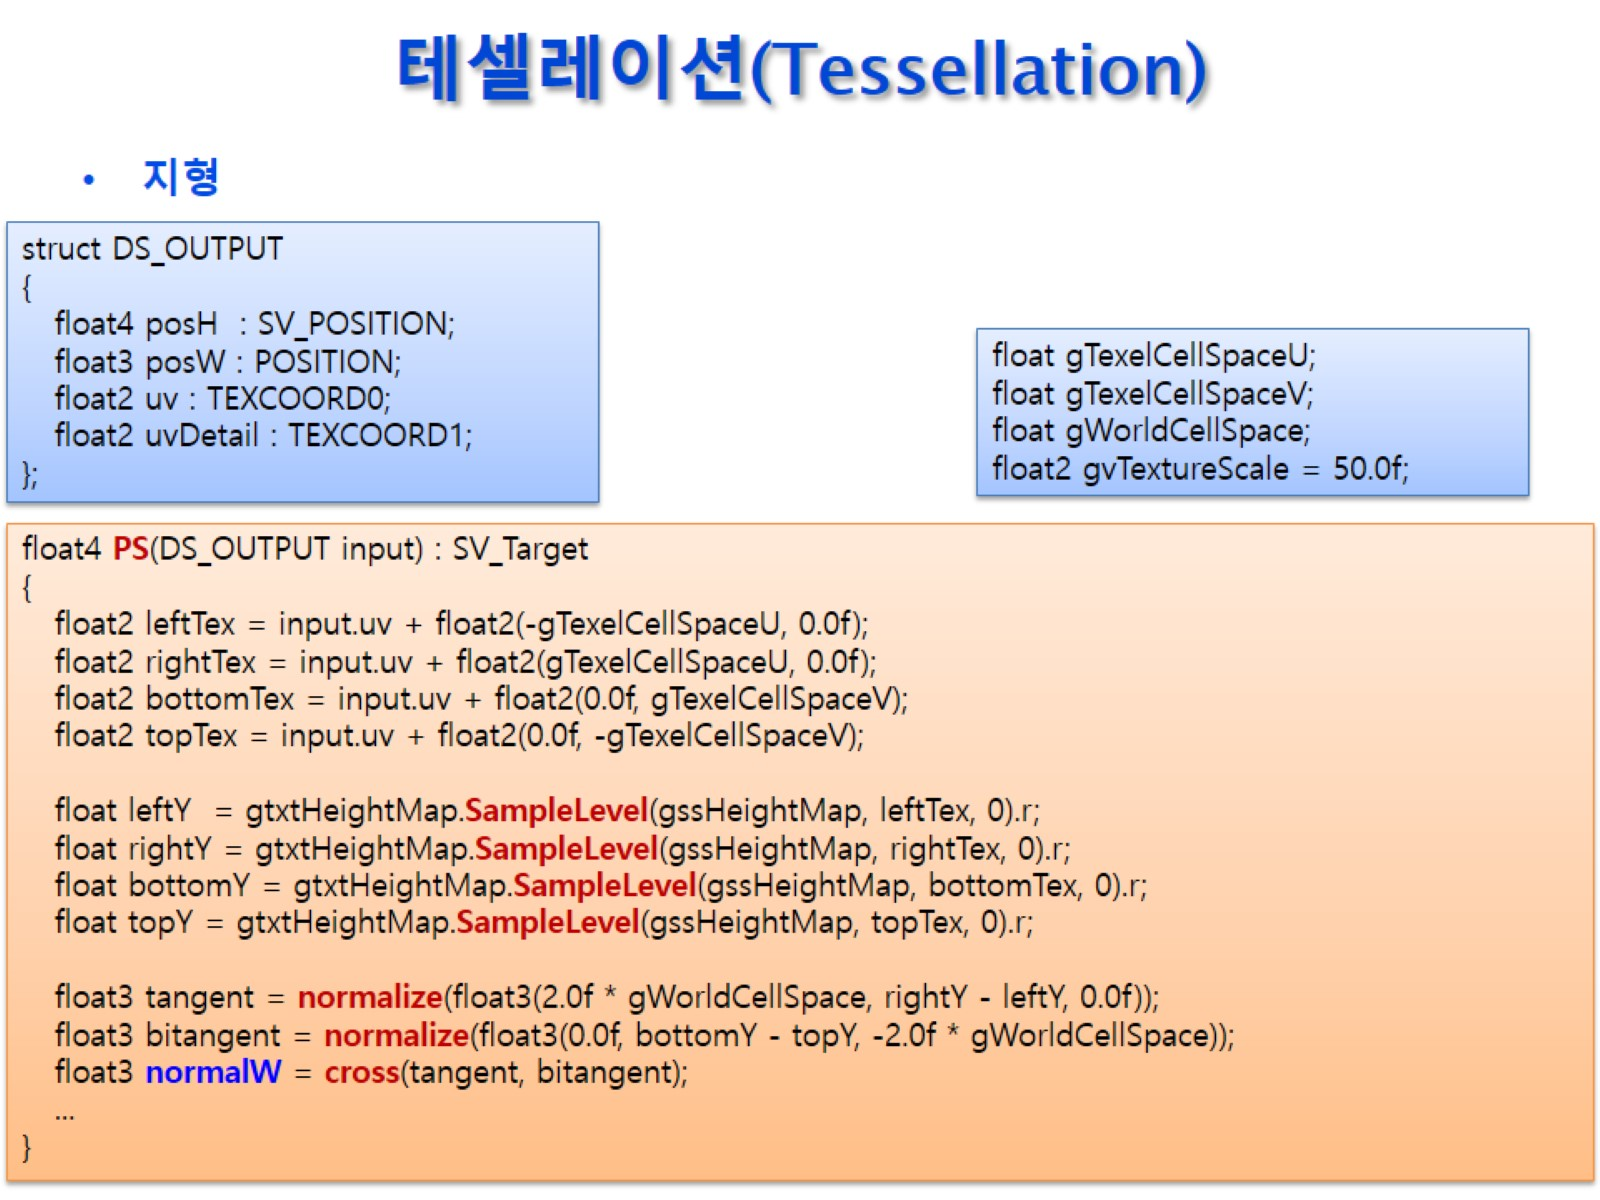 테셀레이션(Tessellation)
• 지형
struct DS_OUTPUT
{
float4 posH : SV_POSITION;
float3 posW : POSITION;
float2 uv : TEXCOORD0;
float2 uvDetail : TEXCOORD1;
};
float gTexelCellSpaceU;
float gTexelCellSpaceV;
float gWorldCellSpace;
float2 gvTextureScale = 50.0f;
float4 PS(DS_OUTPUT input) : SV_Target
{
float2 leftTex = input.uv + float2(-gTexelCellSpaceU, 0.0f);
float2 rightTex = input.uv + float2(gTexelCellSpaceU, 0.0f);
float2 bottomTex = input.uv + float2(0.0f, gTexelCellSpaceV);
float2 topTex = input.uv + float2(0.0f, -gTexelCellSpaceV);
float leftY = gtxtHeightMap.SampleLevel(gssHeightMap, leftTex, 0).r;
float rightY = gtxtHeightMap.SampleLevel(gssHeightMap, rightTex, 0).r;
float bottomY = gtxtHeightMap.SampleLevel(gssHeightMap, bottomTex, 0).r;
float topY = gtxtHeightMap.SampleLevel(gssHeightMap, topTex, 0).r;
float3 tangent = normalize(float3(2.0f * gWorldCellSpace, rightY - leftY, 0.0f));
float3 bitangent = normalize(float3(0.0f, bottomY - topY, -2.0f * gWorldCellSpace));
float3 normalW = cross(tangent, bitangent);
...
}